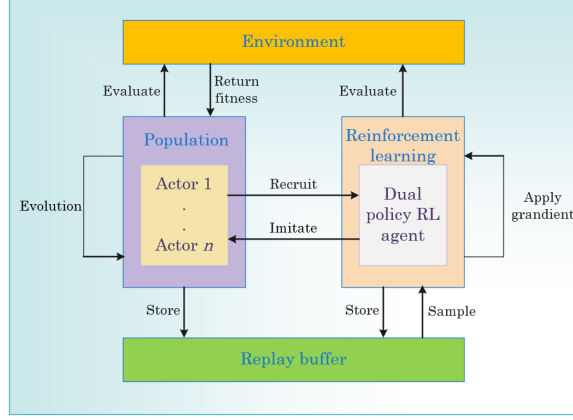 Environment
Evaluate
Return
fitness
Evaluate
Population
Reinforcement
learning
Actor 1
.
.
Actor n
Recruit
Imitate
Dual
policy RL
agent
Evolution
Apply
grandient
Store
Store
Sample
Replay buffer